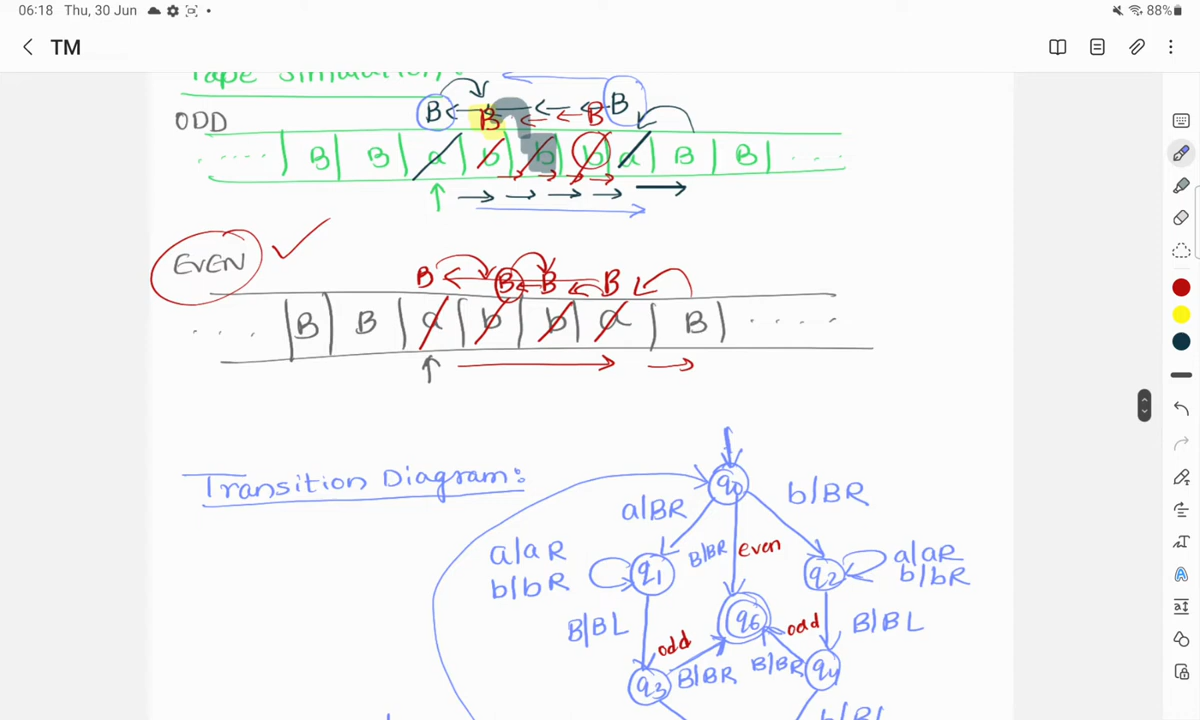 06:18 Thu, 30 Jun
88%
TM
Tape Simulation:
B B B B
ODD
..... B B a b b b a B B .....
EVEN
B B B B
.... B B a b b a B .....
Transition Diagram:
q0
a|BR
b|BR
B|BR
even
a|aR
b|bR
q1
q2
a|aR
b|bR
B|BL
q6
B|BL
odd
odd
q3
B|BR
B|BR
q4
b|BL